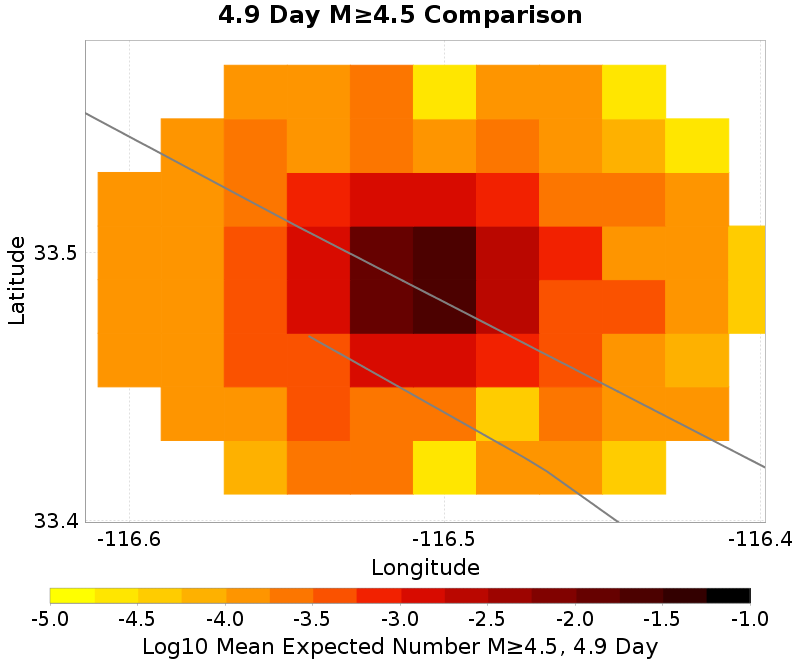 4.9 Day M≥4.5 Comparison
Latitude
33.5
33.4
-116.6 -116.5 -116.4
Longitude
-5.0 -4.5 -4.0 -3.5 -3.0 -2.5 -2.0 -1.5 -1.0
Log10 Mean Expected Number M≥4.5, 4.9 Day